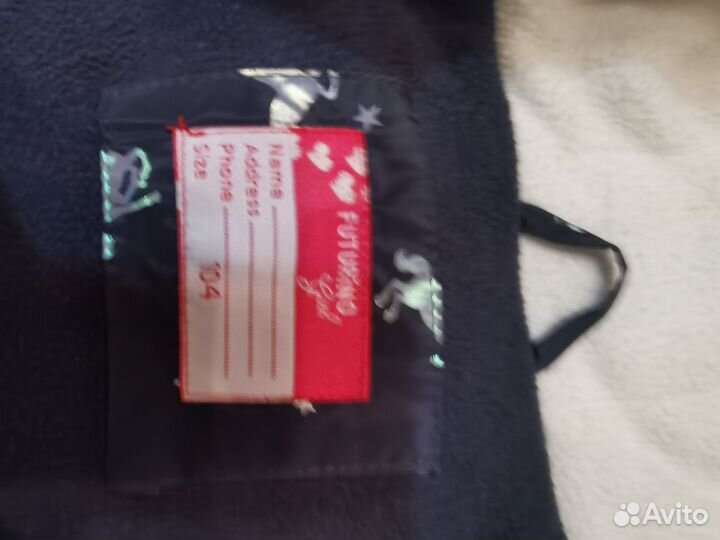 FUTURINO
Girl
Name
Address
Phone
Size 104
Avito